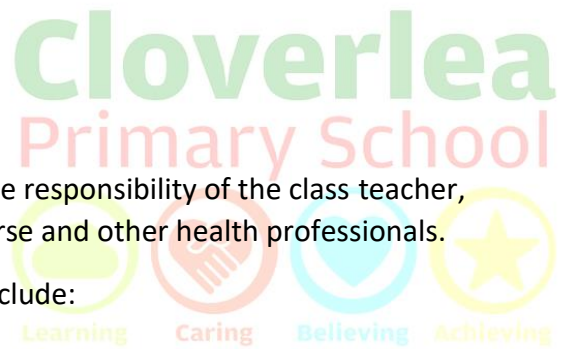 Cloverlea
Primary School
e responsibility of the class teacher,
rse and other health professionals.
clude:
Learning Caring Believing Achieving